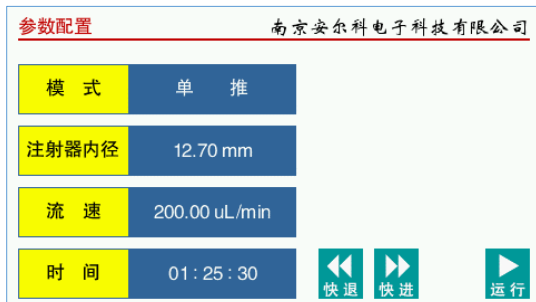 参数配置 南京安尔科电子科技有限公司
模 式 单 推
注射器内径 12.70 mm
流 速 200.00 uL/min
时 间 01 : 25 : 30
快退 快进 运行